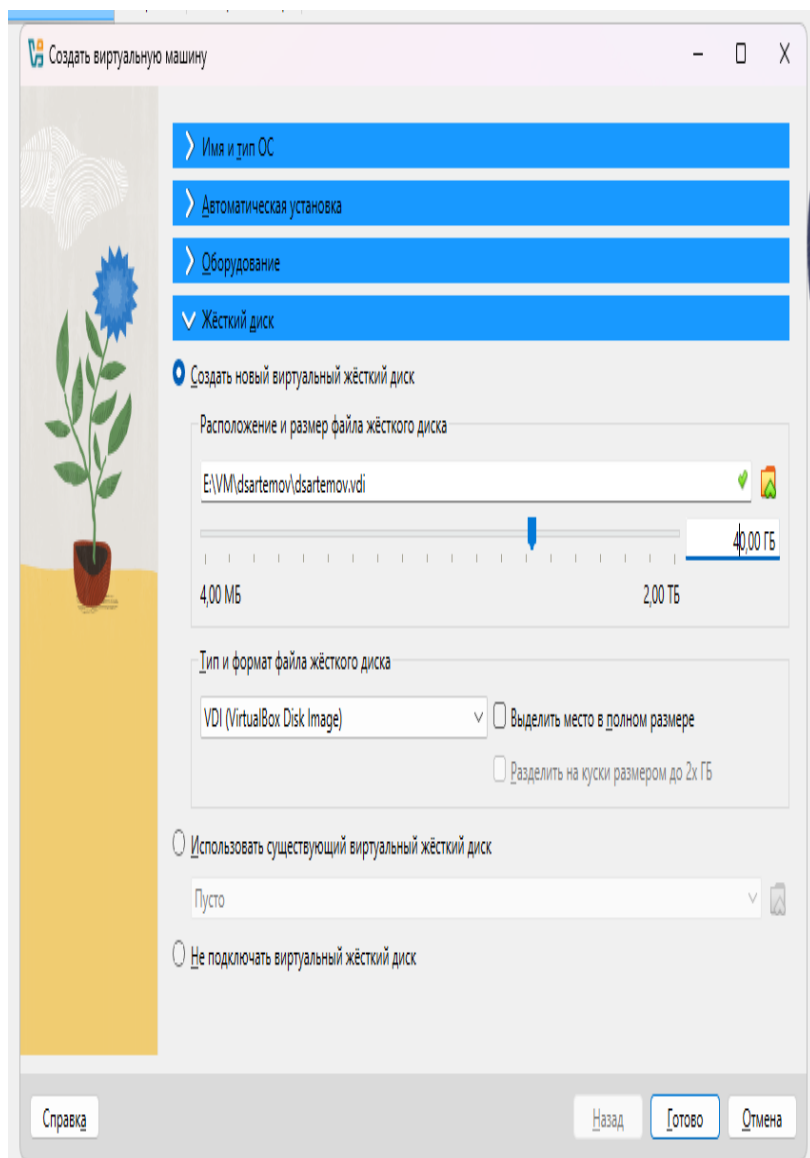 Создать виртуальную машину
Имя и тип ОС
Автоматическая установка
Оборудование
Жёсткий диск
Создать новый виртуальный жёсткий диск
Расположение и размер файла жёсткого диска
E:\VM\dsartemov\dsartemov.vdi
40,00 ГБ
4,00 МБ 2,00 ТБ
Тип и формат файла жёсткого диска
VDI (VirtualBox Disk Image) Выделить место в полном размере
Разделить на куски размером до 2х ГБ
Использовать существующий виртуальный жёсткий диск
Пусто
Не подключать виртуальный жёсткий диск
Справка Назад Готово Отмена